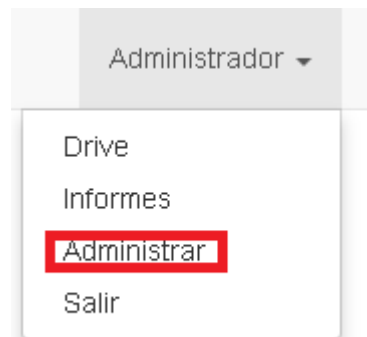 Administrador
Drive
Informes
Administrar
Salir